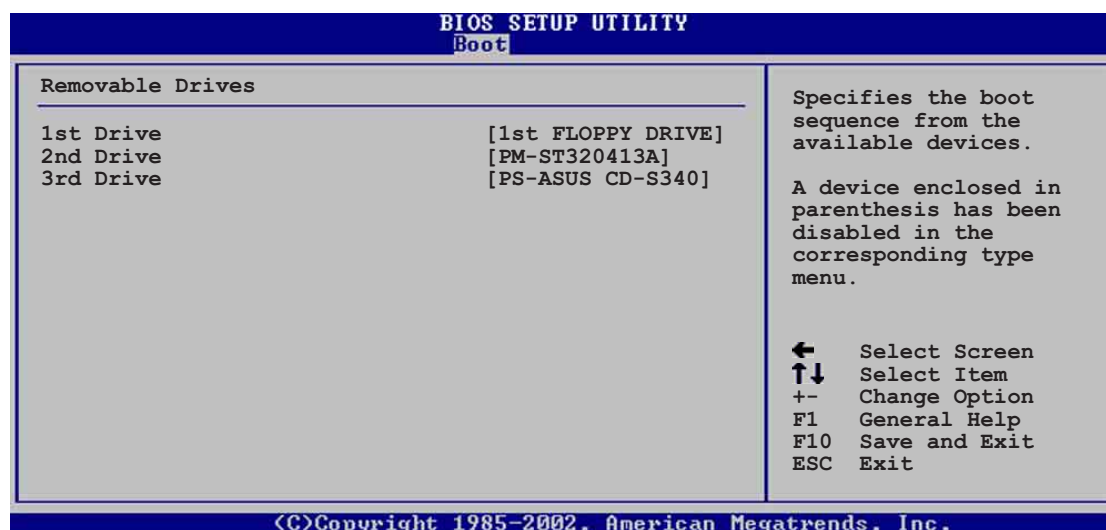 BIOS SETUP UTILITY
Boot
Removable Drives
1st Drive [1st FLOPPY DRIVE]
2nd Drive [PM-ST320413A]
3rd Drive [PS-ASUS CD-S340]
Specifies the boot
sequence from the
available devices.
A device enclosed in
parenthesis has been
disabled in the
corresponding type
menu.
← Select Screen
↑↓ Select Item
+- Change Option
F1 General Help
F10 Save and Exit
ESC Exit
(C)Copyright 1985-2002, American Megatrends, Inc.